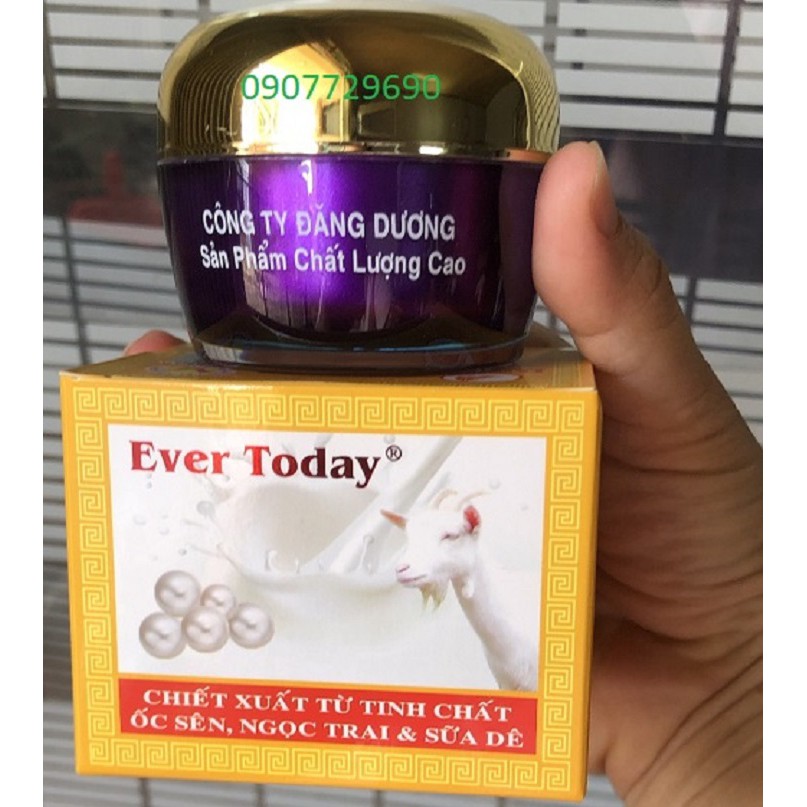 0907729690
CÔNG TY ĐĂNG DƯƠNG
Sản Phẩm Chất Lượng Cao
Ever Today®
CHIẾT XUẤT TỪ TINH CHẤT
ỐC SÊN, NGỌC TRAI & SỮA DÊ